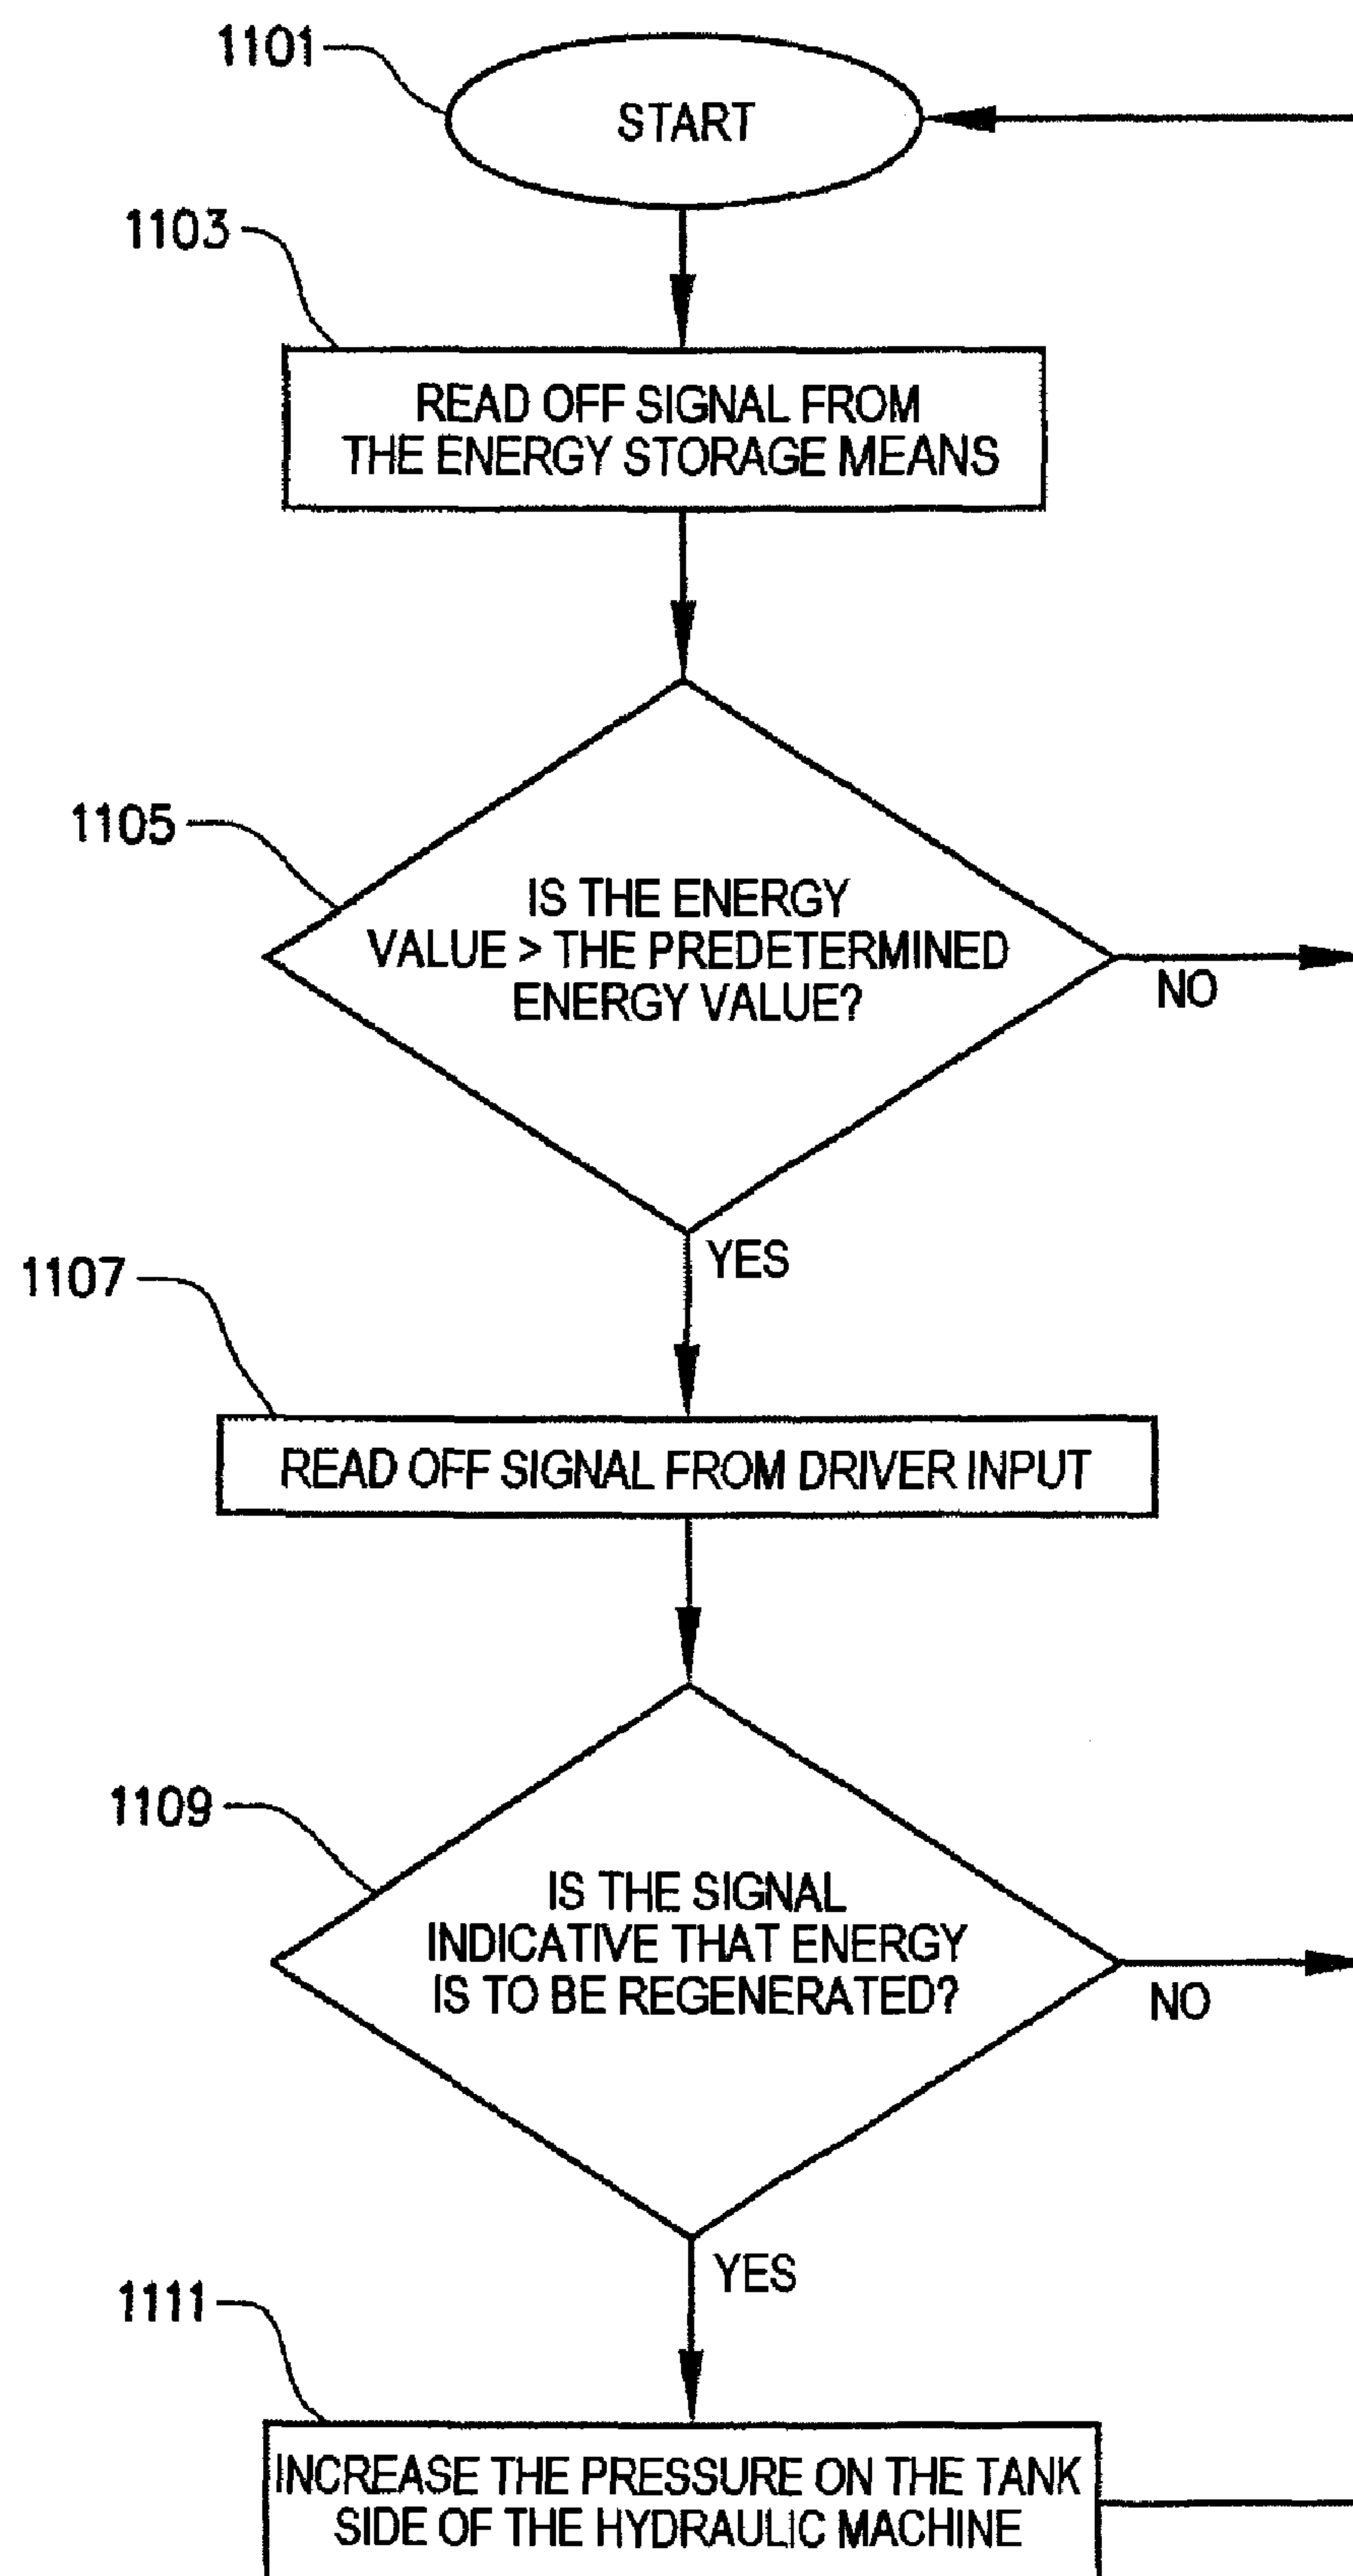 1101
START
1103
READ OFF SIGNAL FROM
THE ENERGY STORAGE MEANS
1105
IS THE ENERGY
VALUE > THE PREDETERMINED
ENERGY VALUE?
NO
YES
1107
READ OFF SIGNAL FROM DRIVER INPUT
1109
IS THE SIGNAL
INDICATIVE THAT ENERGY
IS TO BE REGENERATED?
NO
YES
1111
INCREASE THE PRESSURE ON THE TANK
SIDE OF THE HYDRAULIC MACHINE